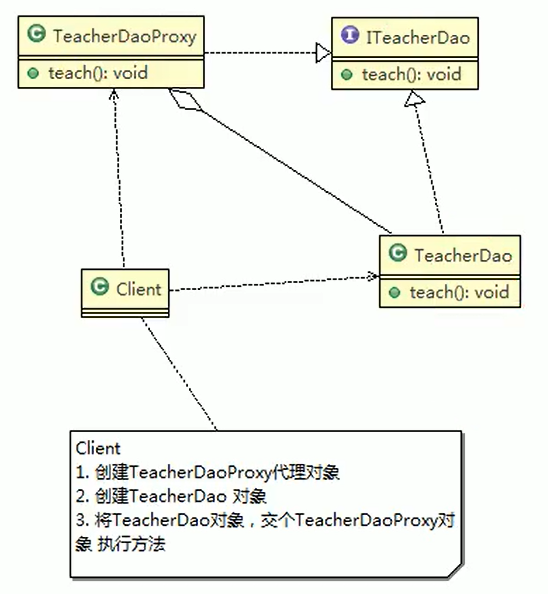 C TeacherDaoProxy
teach(): void
I ITeacherDao
teach(): void
C TeacherDao
teach(): void
C Client
Client
1. 创建TeacherDaoProxy代理对象
2. 创建TeacherDao 对象
3. 将TeacherDao对象，交个TeacherDaoProxy对
象 执行方法